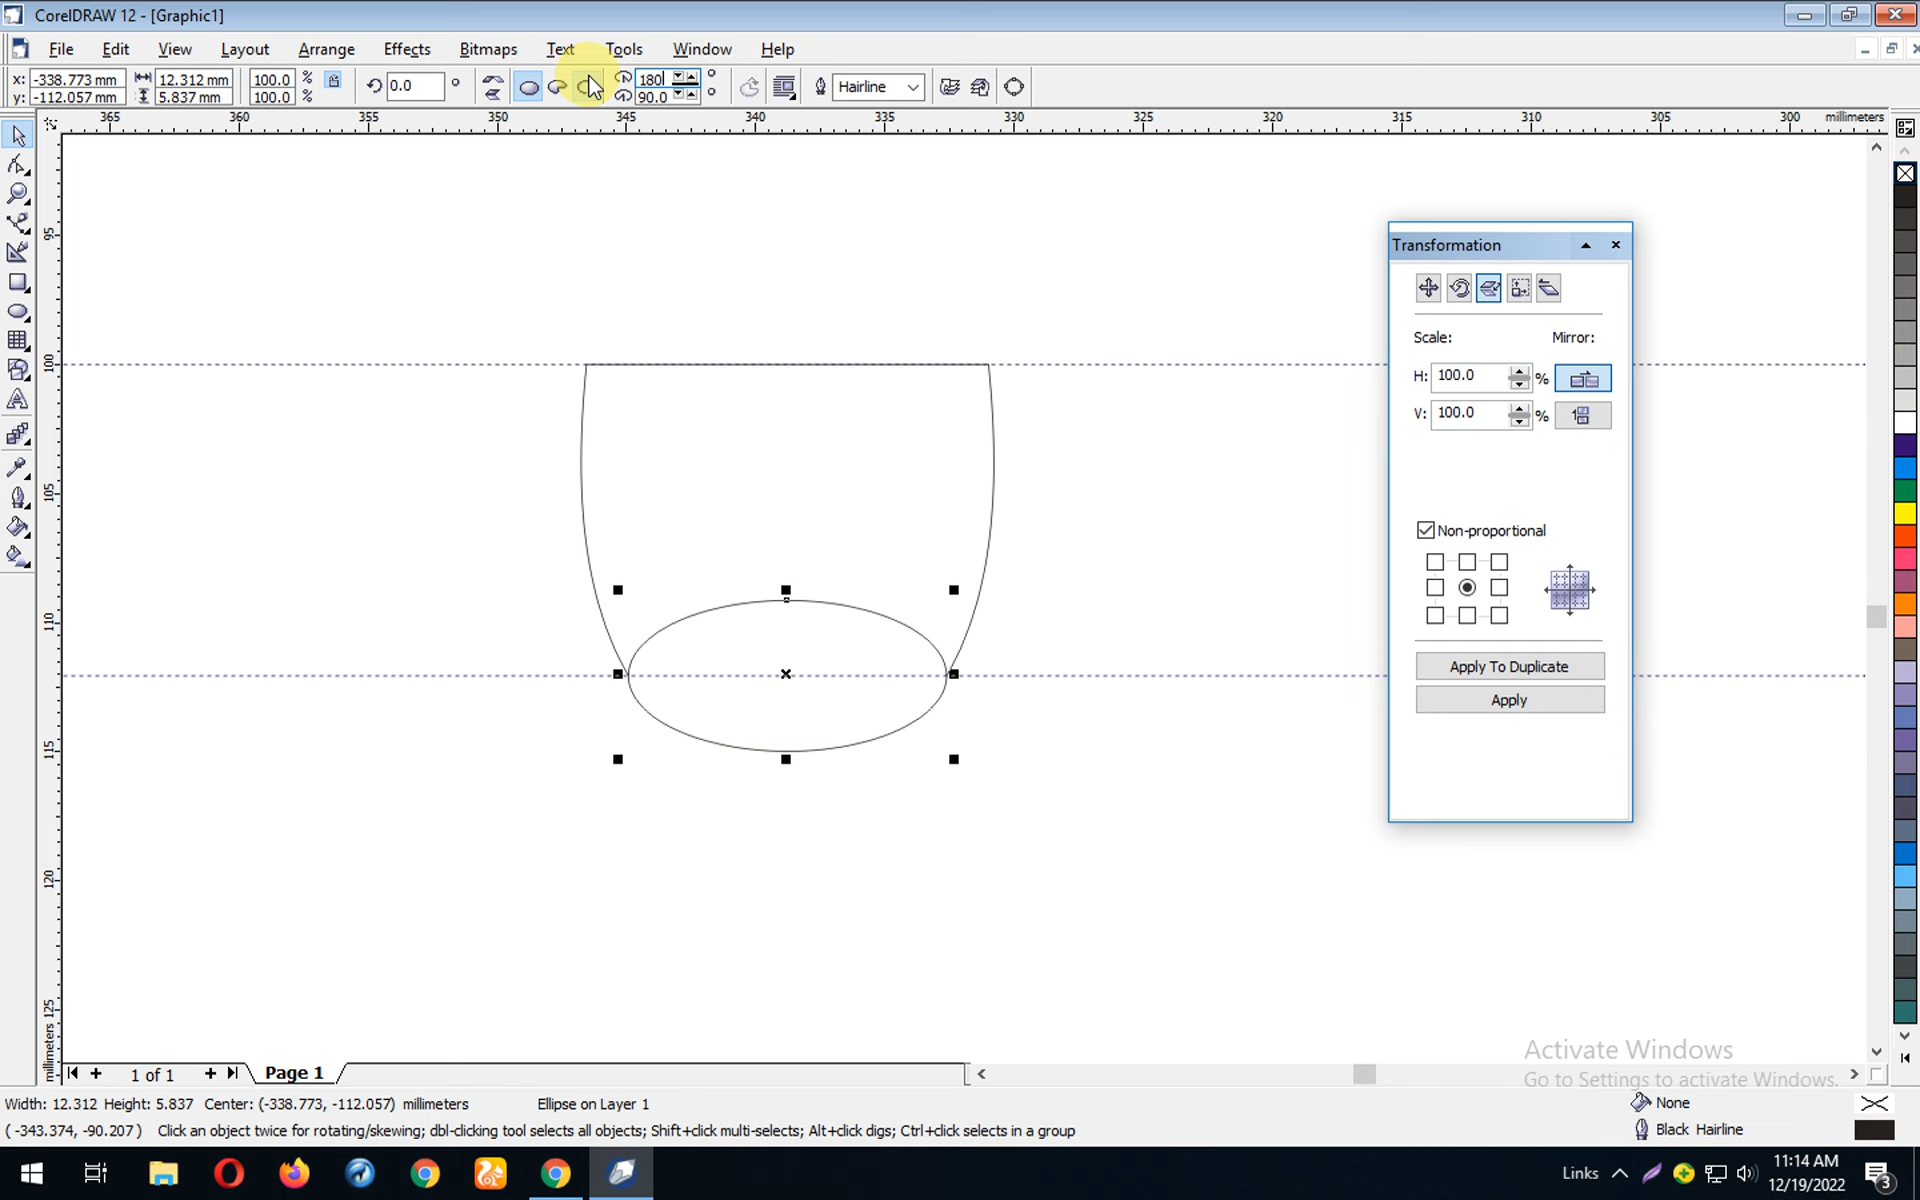 CorelDRAW 12 - [Graphic1]
File Edit View Layout Arrange Effects Bitmaps Text Tools Window Help
x: -338.773 mm 12.312 mm 100.0 % 0.0 ° 180 ° Hairline
y: -112.057 mm 5.837 mm 100.0 % 90.0 °
365 360 355 350 345 340 335 330 325 320 315 310 305 300 millimeters
95
100
105
110
115
120
125
millimeters
Transformation
Scale: Mirror:
H: 100.0 %
V: 100.0 %
Non-proportional
Apply To Duplicate
Apply
Activate Windows
Go to Settings to activate Windows.
1 of 1 Page 1
Width: 12.312 Height: 5.837 Center: (-338.773, -112.057) millimeters Ellipse on Layer 1 None
( -343.374, -90.207 ) Click an object twice for rotating/skewing; dbl-clicking tool selects all objects; Shift+click multi-selects; Alt+click digs; Ctrl+click selects in a group Black Hairline
Links 11:14 AM
12/19/2022 3